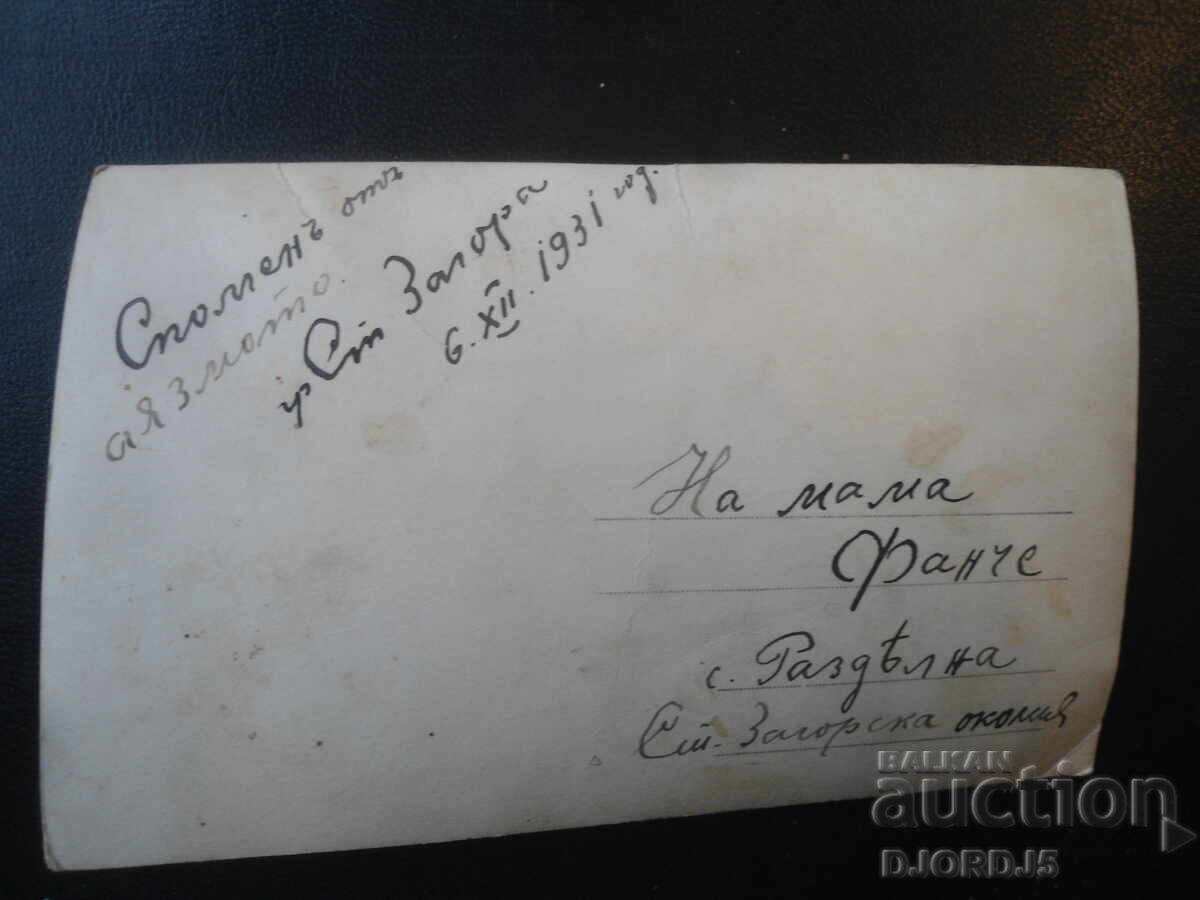 Споменъ отъ
аязмото.
гр Ст Загора
6.XII.1931 год.
На мама
Фанче
с. Раздѣлна
Ст. Загорска околия
BALKAN
auction
DJORDJ5